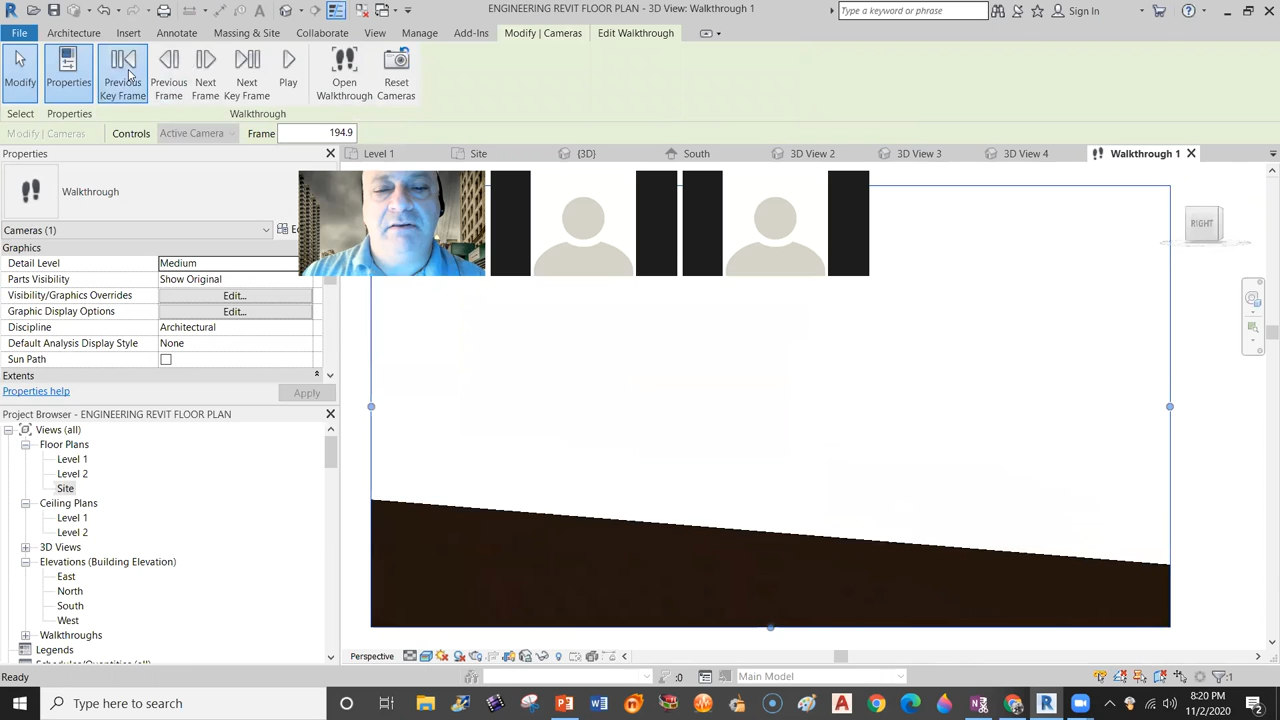 ENGINEERING REVIT FLOOR PLAN - 3D View: Walkthrough 1
Type a keyword or phrase
Sign In
File Architecture Insert Annotate Massing & Site Collaborate View Manage Add-Ins Modify | Cameras Edit Walkthrough
Modify Properties Previous Key Frame Previous Frame Next Frame Next Key Frame Play Open Walkthrough Reset Cameras
Select Properties Walkthrough
Modify | Cameras Controls Active Camera Frame 194.9
Properties
Level 1 Site {3D} South 3D View 2 3D View 3 3D View 4 Walkthrough 1
Walkthrough
RIGHT
Cameras (1)
Graphics
Detail Level Medium
Parts Visibility Show Original
Visibility/Graphics Overrides Edit...
Graphic Display Options Edit...
Discipline Architectural
Default Analysis Display Style None
Sun Path
Extents
Properties help Apply
Project Browser - ENGINEERING REVIT FLOOR PLAN
Views (all)
Floor Plans
Level 1
Level 2
Site
Ceiling Plans
Level 1
Level 2
3D Views
Elevations (Building Elevation)
East
North
South
West
Walkthroughs
Legends
Perspective
Ready :0 Main Model :1
Type here to search
8:20 PM
11/2/2020